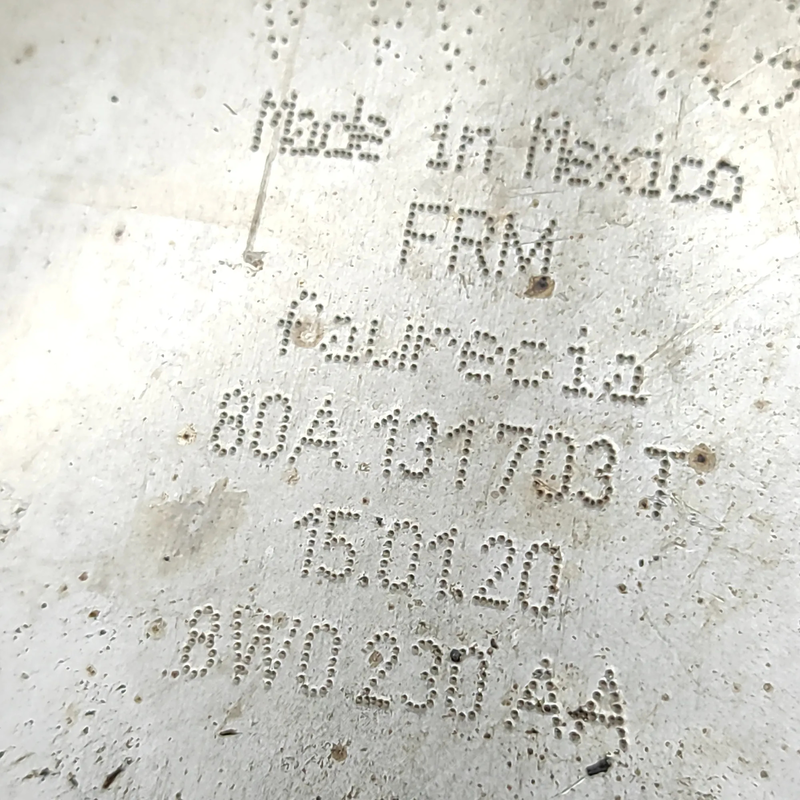 Made in Mexico
FRM
faurecia
80A 131703 T
15.01.20
8W0 230 AA